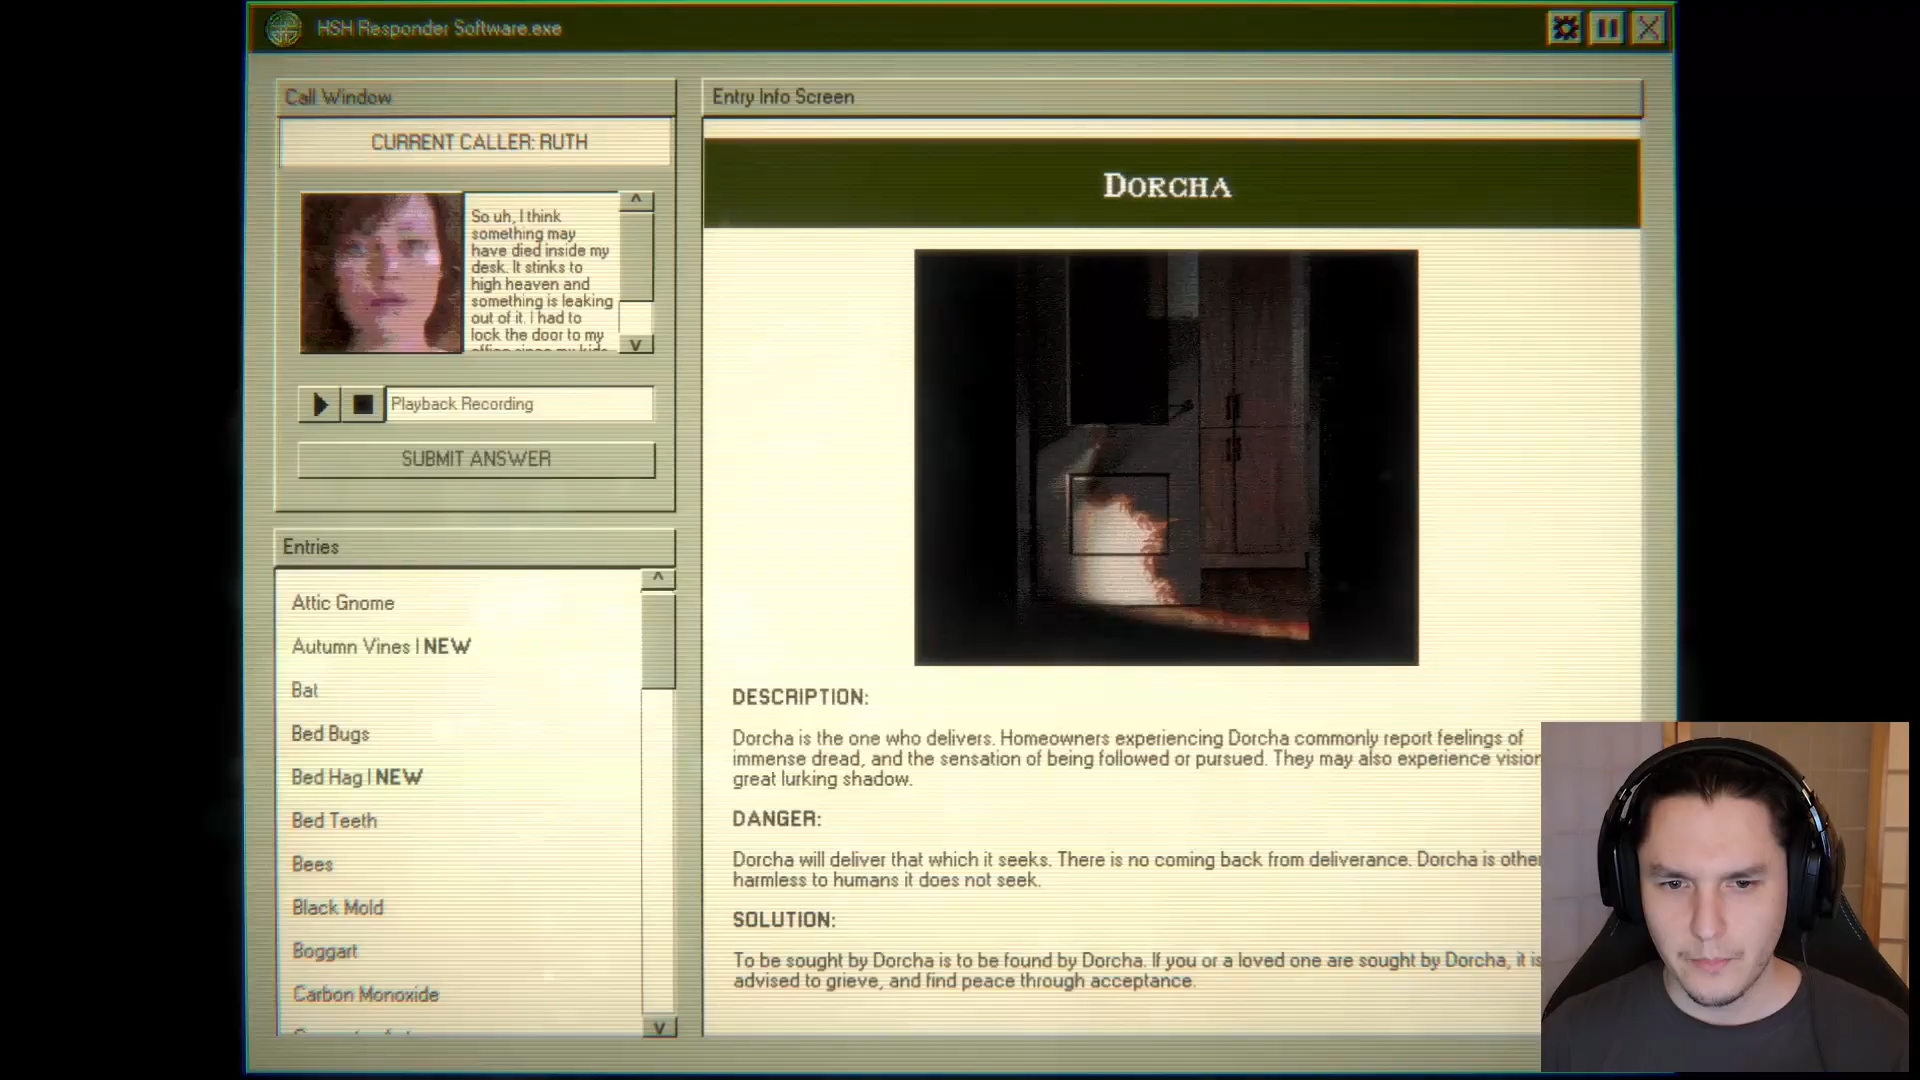 HSH Responder Software.exe
Call Window
CURRENT CALLER: RUTH
So uh, I think
something may
have died inside my
desk. It stinks to
high heaven and
something is leaking
out of it. I had to
lock the door to my
office since my kids
Playback Recording
SUBMIT ANSWER
Entries
Attic Gnome
Autumn Vines | NEW
Bat
Bed Bugs
Bed Hag | NEW
Bed Teeth
Bees
Black Mold
Boggart
Carbon Monoxide
Entry Info Screen
DORCHA
DESCRIPTION:
Dorcha is the one who delivers. Homeowners experiencing Dorcha commonly report feelings of
immense dread, and the sensation of being followed or pursued. They may also experience vision
great lurking shadow.
DANGER:
Dorcha will deliver that which it seeks. There is no coming back from deliverance. Dorcha is other
harmless to humans it does not seek.
SOLUTION:
To be sought by Dorcha is to be found by Dorcha. If you or a loved one are sought by Dorcha, it is
advised to grieve, and find peace through acceptance.